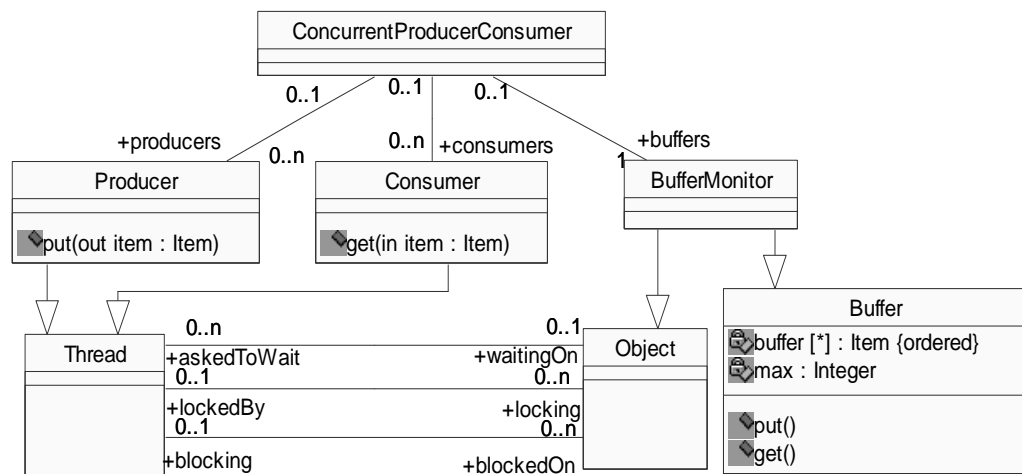 ConcurrentProducerConsumer
0..1
0..1
0..1
+producers
0..n
0..n
+consumers
+buffers
1
Producer
put(out item : Item)
Consumer
get(in item : Item)
BufferMonitor
Thread
Object
0..n
0..1
+askedToWait
+waitingOn
0..1
0..n
+lockedBy
+locking
0..1
0..n
+blocking
+blockedOn
Buffer
buffer [*] : Item {ordered}
max : Integer
put()
get()